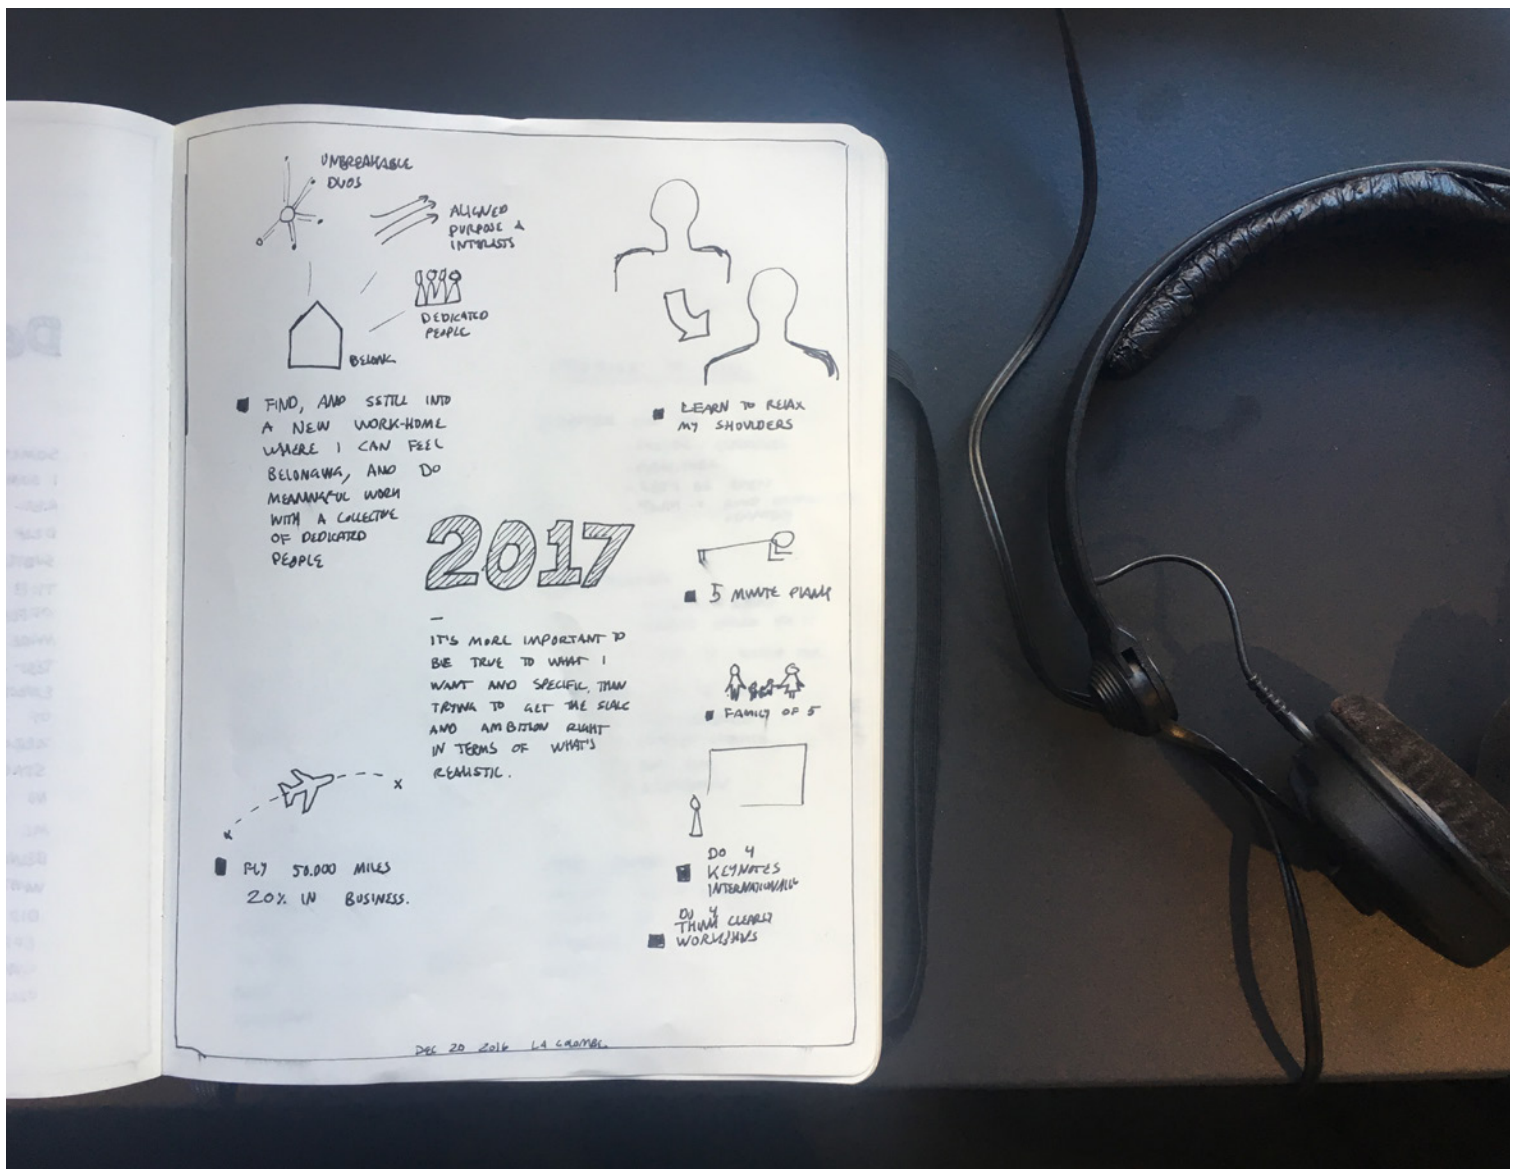 UNBREAKABLE
DUOS
ALIGNED
PURPOSE &
INTERESTS
DEDICATED
PEOPLE
BELONG
FIND, AND SETTLE INTO
A NEW WORK-HOME
WHERE I CAN FEEL
BELONGING, AND DO
MEANINGFUL WORK
WITH A COLLECTIVE
OF DEDICATED
PEOPLE
LEARN TO RELAX
MY SHOULDERS
2017
–
IT'S MORE IMPORTANT TO
BE TRUE TO WHAT I
WANT AND SPECIFIC, THAN
TRYING TO GET THE SCALE
AND AMBITION RIGHT
IN TERMS OF WHAT'S
REALISTIC.
5 MINUTE PLANK
FAMILY OF 5
FLY 50.000 MILES
20% IN BUSINESS.
DO 4
KEYNOTES
INTERNATIONALLY
DO 4
THINK CLEARLY
WORKSHOPS
DEC 20 2016 LA COLOMBE